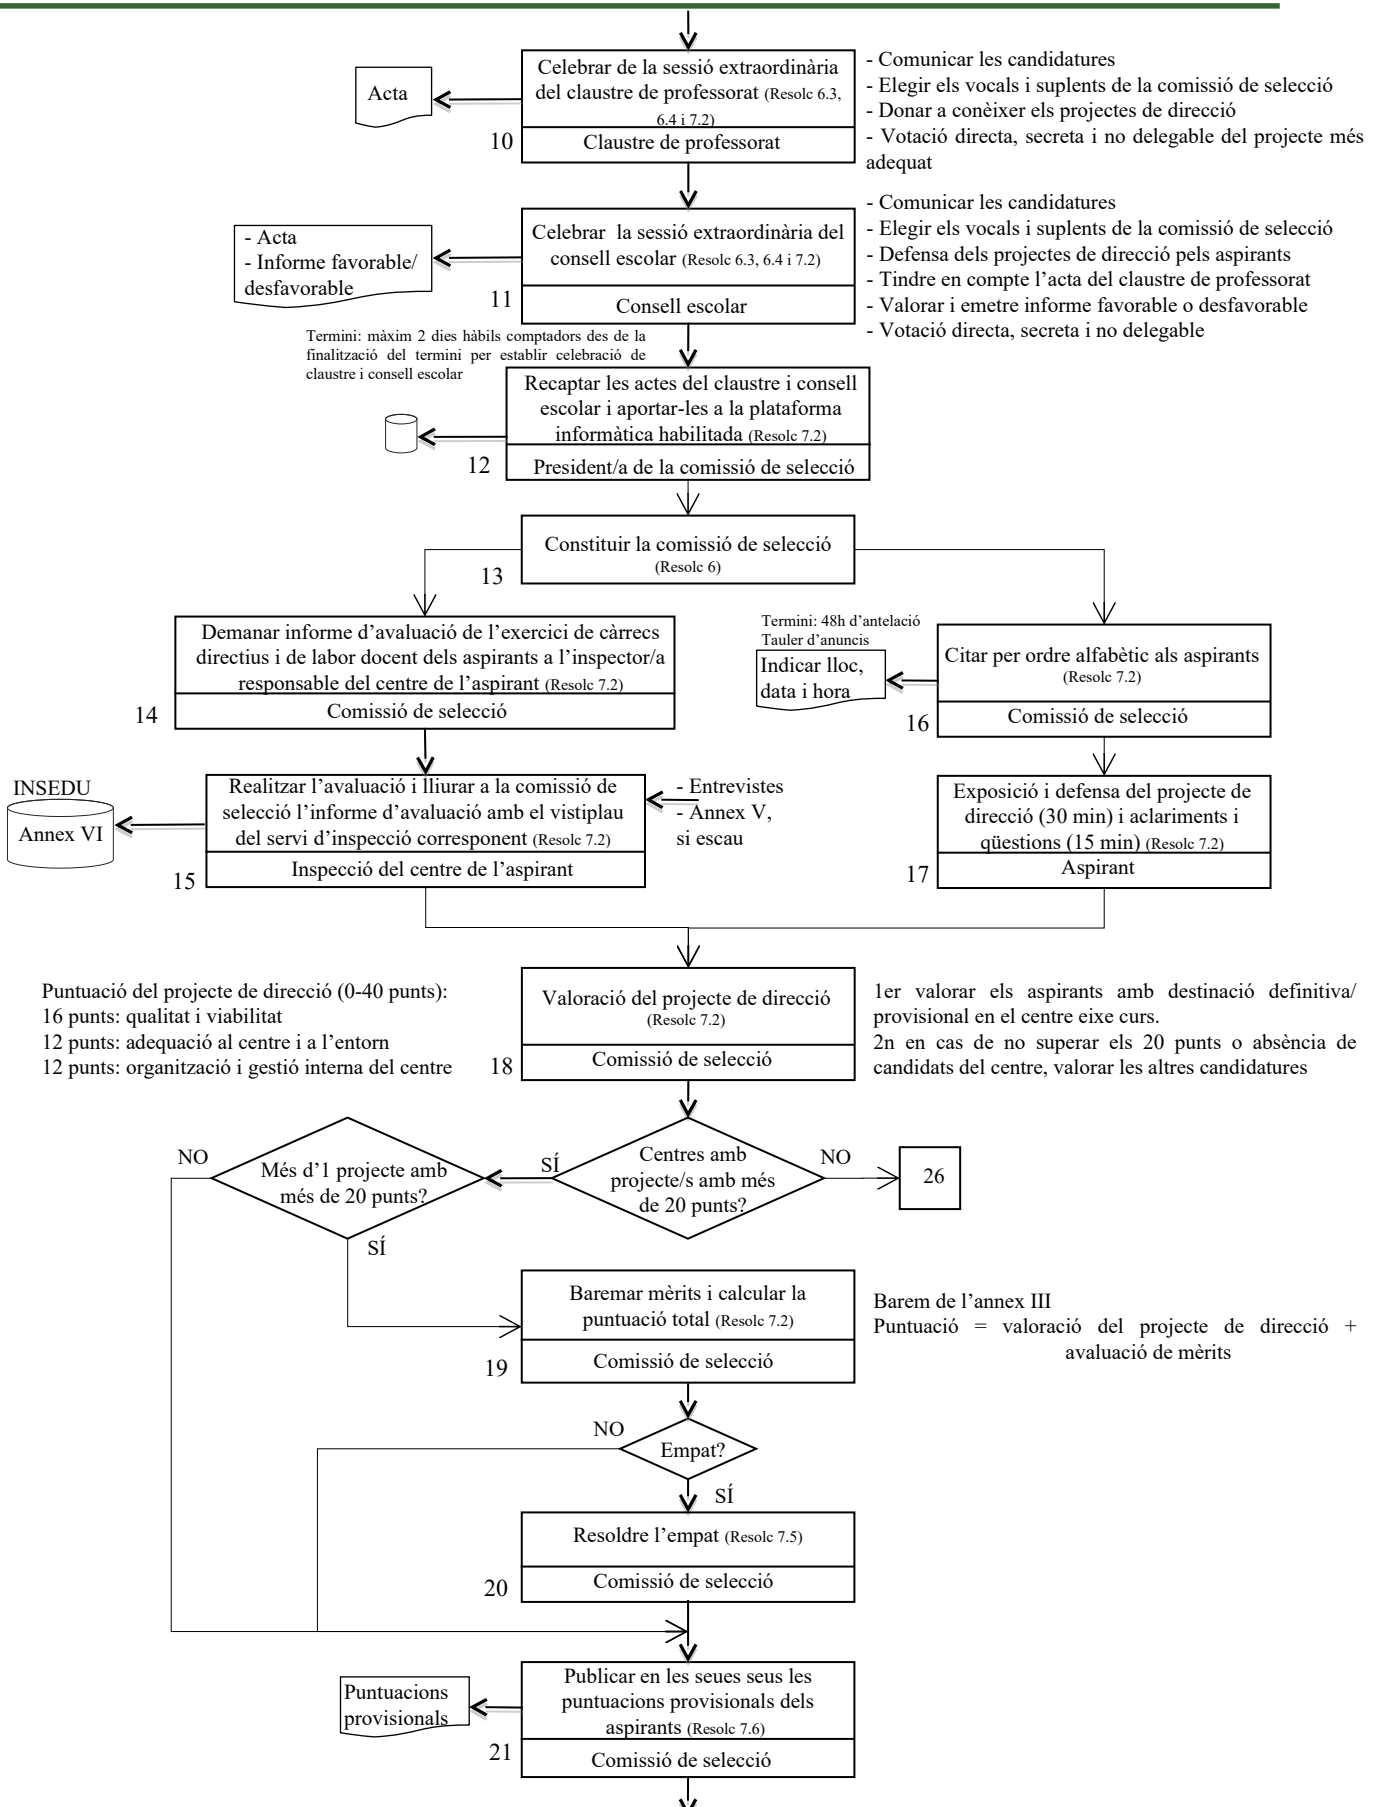 Acta
Celebrar de la sessió extraordinària
del claustre de professorat (Resolc 6.3,
6.4 i 7.2)
10
Claustre de professorat
- Comunicar les candidatures
- Elegir els vocals i suplents de la comissió de selecció
- Donar a conèixer els projectes de direcció
- Votació directa, secreta i no delegable del projecte més
adequat
- Acta
- Informe favorable/
desfavorable
Celebrar la sessió extraordinària del
consell escolar (Resolc 6.3, 6.4 i 7.2)
11
Consell escolar
- Comunicar les candidatures
- Elegir els vocals i suplents de la comissió de selecció
- Defensa dels projectes de direcció pels aspirants
- Tindre en compte l’acta del claustre de professorat
- Valorar i emetre informe favorable o desfavorable
- Votació directa, secreta i no delegable
Termini: màxim 2 dies hàbils comptadors des de la
finalització del termini per establir celebració de
claustre i consell escolar
Recaptar les actes del claustre i consell
escolar i aportar-les a la plataforma
informàtica habilitada (Resolc 7.2)
12
President/a de la comissió de selecció
Constituir la comissió de selecció
(Resolc 6)
13
Demanar informe d’avaluació de l’exercici de càrrecs
directius i de labor docent dels aspirants a l’inspector/a
responsable del centre de l’aspirant (Resolc 7.2)
14
Comissió de selecció
Termini: 48h d’antelació
Tauler d’anuncis
Indicar lloc,
data i hora
Citar per ordre alfabètic als aspirants
(Resolc 7.2)
16
Comissió de selecció
INSEDU
Annex VI
Realitzar l’avaluació i lliurar a la comissió de
selecció l’informe d’avaluació amb el vistiplau
del servi d’inspecció corresponent (Resolc 7.2)
15
Inspecció del centre de l’aspirant
- Entrevistes
- Annex V,
si escau
Exposició i defensa del projecte de
direcció (30 min) i aclariments i
qüestions (15 min) (Resolc 7.2)
17
Aspirant
Puntuació del projecte de direcció (0-40 punts):
16 punts: qualitat i viabilitat
12 punts: adequació al centre i a l’entorn
12 punts: organització i gestió interna del centre
Valoració del projecte de direcció
(Resolc 7.2)
18
Comissió de selecció
1er valorar els aspirants amb destinació definitiva/
provisional en el centre eixe curs.
2n en cas de no superar els 20 punts o absència de
candidats del centre, valorar les altres candidatures
NO
Més d’1 projecte amb
més de 20 punts?
SÍ
SÍ
Centres amb
projecte/s amb més
de 20 punts?
NO
26
Baremar mèrits i calcular la
puntuació total (Resolc 7.2)
19
Comissió de selecció
Barem de l’annex III
Puntuació = valoració del projecte de direcció +
avaluació de mèrits
NO
Empat?
SÍ
Resoldre l’empat (Resolc 7.5)
20
Comissió de selecció
Puntuacions
provisionals
Publicar en les seues seus les
puntuacions provisionals dels
aspirants (Resolc 7.6)
21
Comissió de selecció